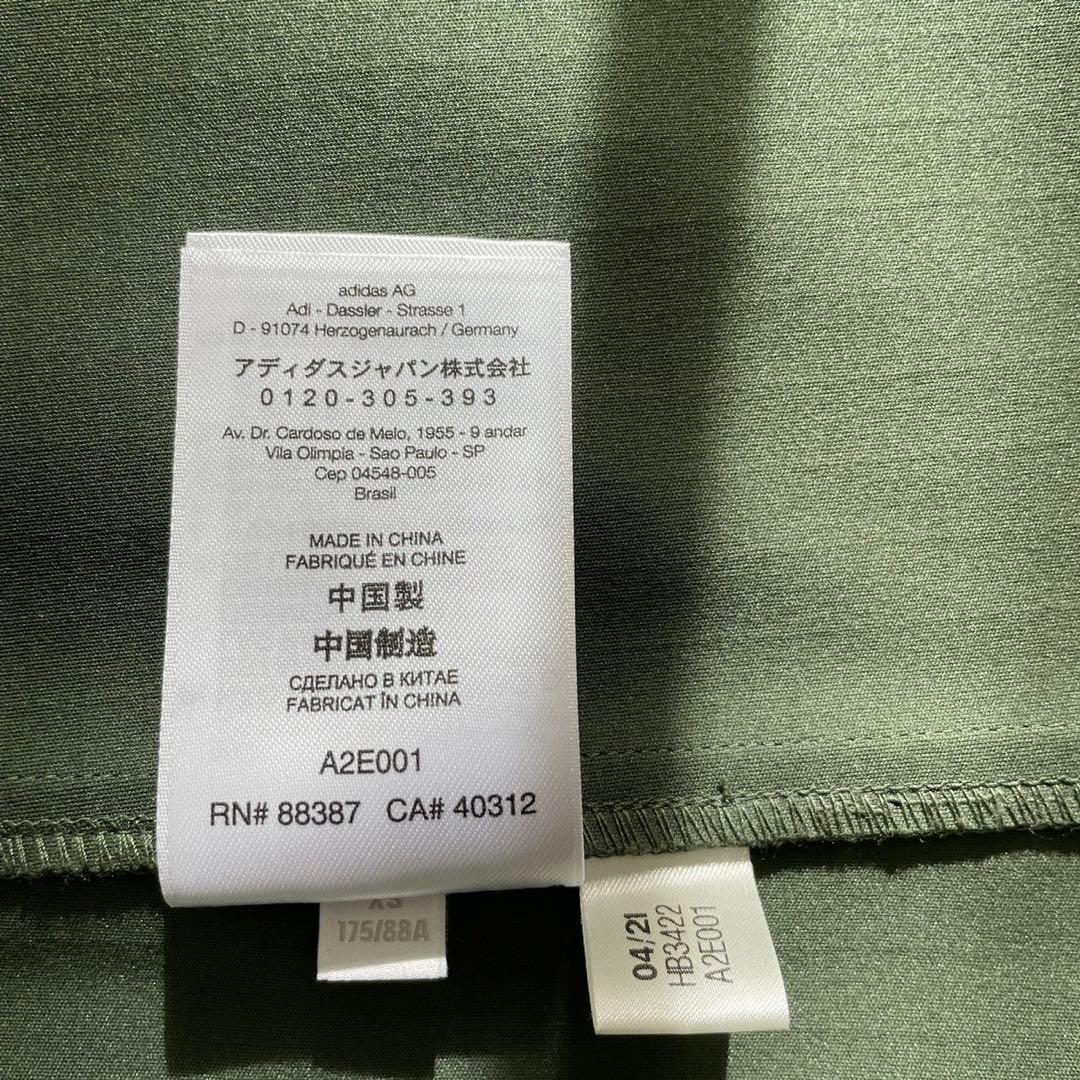 adidas AG
Adi - Dassler - Strasse 1
D - 91074 Herzogenaurach / Germany
アディダスジャパン株式会社
0120-305-393
Av. Dr. Cardoso de Melo, 1955 - 9 andar
Vila Olimpia - Sao Paulo - SP
Cep 04548-005
Brasil
MADE IN CHINA
FABRIQUÉ EN CHINE
中国製
中国制造
СДЕЛАНО В КИТАЕ
FABRICAT ÎN CHINA
A2E001
RN# 88387 CA# 40312
XS
175/88A
04/21
HB3422
A2E001